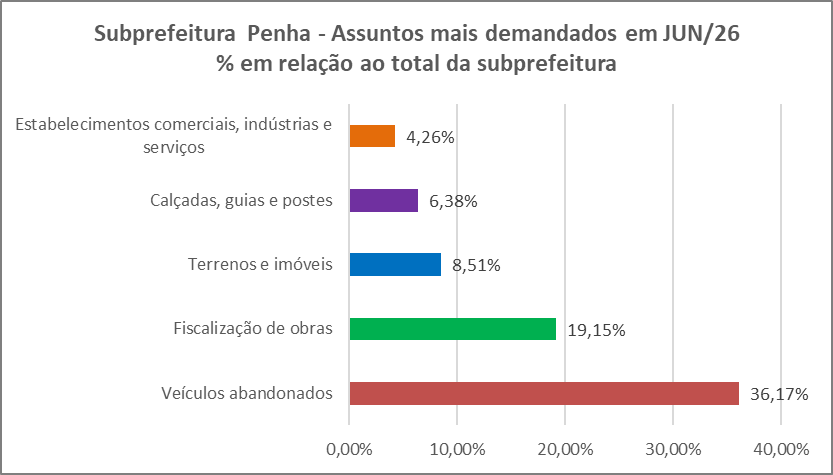 Subprefeitura Penha - Assuntos mais demandados em JUN/26
% em relação ao total da subprefeitura
Estabelecimentos comerciais, indústrias e
serviços
4,26%
Calçadas, guias e postes
6,38%
Terrenos e imóveis
8,51%
Fiscalização de obras
19,15%
Veículos abandonados
36,17%
0,00% 10,00% 20,00% 30,00% 40,00%